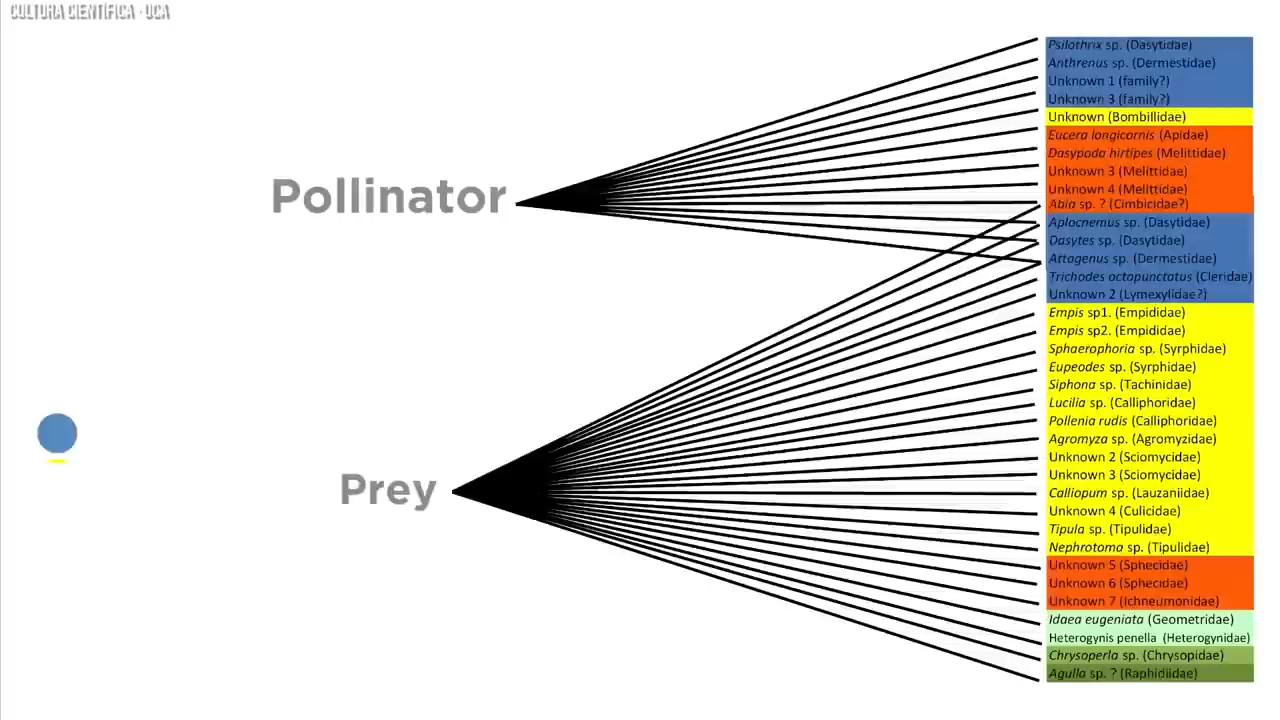 CULTURA CIENTÍFICA · UCA
Psilothrix sp. (Dasytidae)
Anthrenus sp. (Dermestidae)
Unknown 1 (family?)
Unknown 3 (family?)
Unknown (Bombillidae)
Eucera longicornis (Apidae)
Dasypoda hirtipes (Melittidae)
Unknown 3 (Melittidae)
Unknown 4 (Melittidae)
Pollinator
Abia sp. ? (Cimbicidae?)
Aplocnemus sp. (Dasytidae)
Dasytes sp. (Dasytidae)
Attagenus sp. (Dermestidae)
Trichodes octopunctatus (Cleridae)
Unknown 2 (Lymexylidae?)
Empis sp1. (Empididae)
Empis sp2. (Empididae)
Sphaerophoria sp. (Syrphidae)
Eupeodes sp. (Syrphidae)
Siphona sp. (Tachinidae)
Lucilia sp. (Calliphoridae)
Pollenia rudis (Calliphoridae)
Agromyza sp. (Agromyzidae)
Unknown 2 (Sciomycidae)
Unknown 3 (Sciomycidae)
Prey
Calliopum sp. (Lauzaniidae)
Unknown 4 (Culicidae)
Tipula sp. (Tipulidae)
Nephrotoma sp. (Tipulidae)
Unknown 5 (Sphecidae)
Unknown 6 (Sphecidae)
Unknown 7 (Ichneumonidae)
Idaea eugeniata (Geometridae)
Heterogynis penella (Heterogynidae)
Chrysoperla sp. (Chrysopidae)
Agulla sp. ? (Raphidiidae)